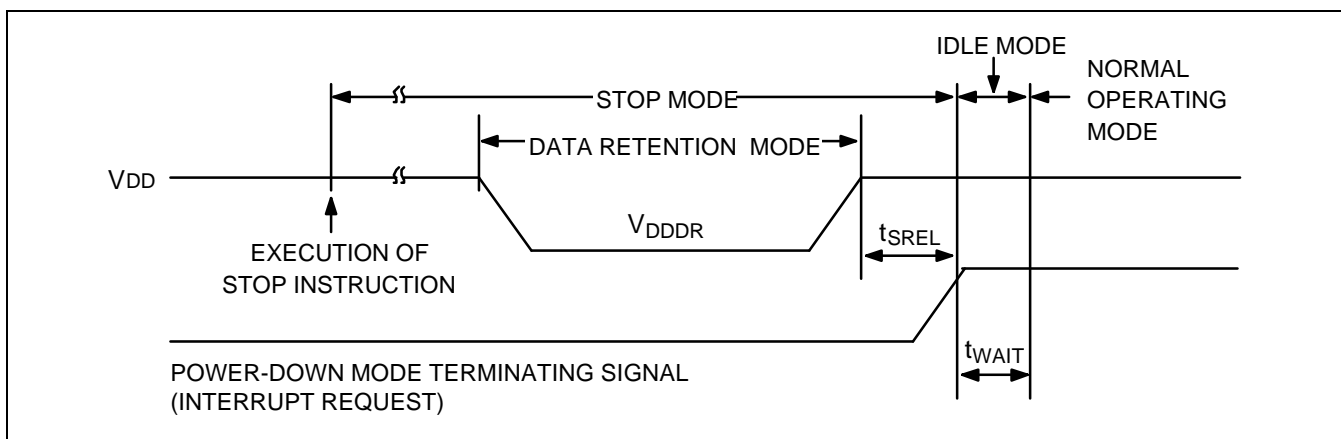 IDLE MODE
NORMAL
OPERATING
MODE
STOP MODE
DATA RETENTION MODE
VDD
VDDDR
tSREL
EXECUTION OF
STOP INSTRUCTION
tWAIT
POWER-DOWN MODE TERMINATING SIGNAL
(INTERRUPT REQUEST)